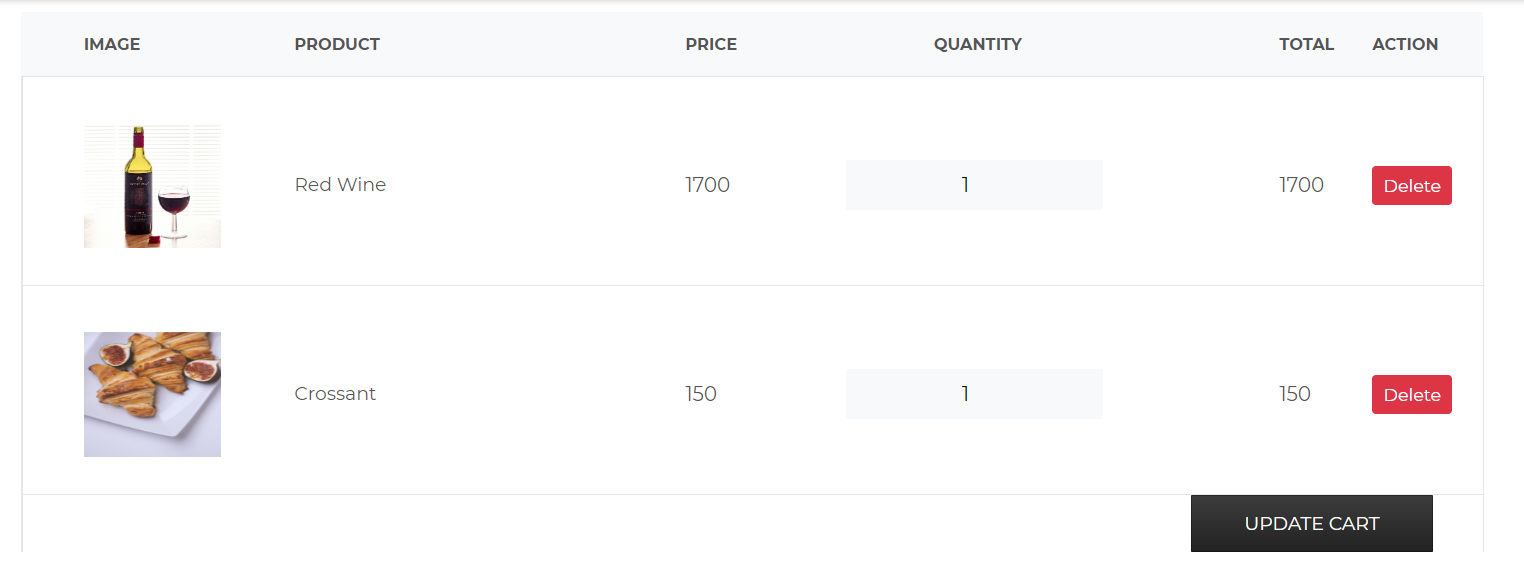 IMAGE PRODUCT PRICE QUANTITY TOTAL ACTION
Red Wine 1700 1 1700 Delete
Crossant 150 1 150 Delete
UPDATE CART